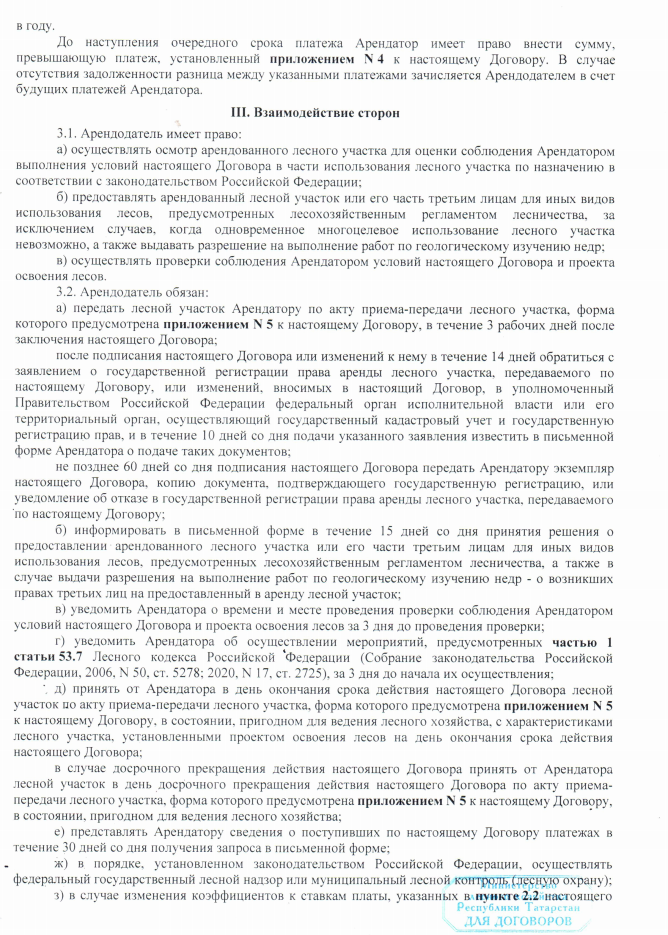 в году.
До наступления очередного срока платежа Арендатор имеет право внести сумму,
превышающую платеж, установленный приложением N 4 к настоящему Договору. В случае
отсутствия задолженности разница между указанными платежами зачисляется Арендодателем в счет
будущих платежей Арендатора.
III. Взаимодействие сторон
3.1. Арендодатель имеет право:
а) осуществлять осмотр арендованного лесного участка для оценки соблюдения Арендатором
выполнения условий настоящего Договора в части использования лесного участка по назначению в
соответствии с законодательством Российской Федерации;
б) предоставлять арендованный лесной участок или его часть третьим лицам для иных видов
использования лесов, предусмотренных лесохозяйственным регламентом лесничества, за
исключением случаев, когда одновременное многоцелевое использование лесного участка
невозможно, а также выдавать разрешение на выполнение работ по геологическому изучению недр;
в) осуществлять проверки соблюдения Арендатором условий настоящего Договора и проекта
освоения лесов.
3.2. Арендодатель обязан:
а) передать лесной участок Арендатору по акту приема-передачи лесного участка, форма
которого предусмотрена приложением N 5 к настоящему Договору, в течение 3 рабочих дней после
заключения настоящего Договора;
после подписания настоящего Договора или изменений к нему в течение 14 дней обратиться с
заявлением о государственной регистрации права аренды лесного участка, передаваемого по
настоящему Договору, или изменений, вносимых в настоящий Договор, в уполномоченный
Правительством Российской Федерации федеральный орган исполнительной власти или его
территориальный орган, осуществляющий государственный кадастровый учет и государственную
регистрацию прав, и в течение 10 дней со дня подачи указанного заявления известить в письменной
форме Арендатора о подаче таких документов;
не позднее 60 дней со дня подписания настоящего Договора передать Арендатору экземпляр
настоящего Договора, копию документа, подтверждающего государственную регистрацию, или
уведомление об отказе в государственной регистрации права аренды лесного участка, передаваемого
по настоящему Договору;
б) информировать в письменной форме в течение 15 дней со дня принятия решения о
предоставлении арендованного лесного участка или его части третьим лицам для иных видов
использования лесов, предусмотренных лесохозяйственным регламентом лесничества, а также в
случае выдачи разрешения на выполнение работ по геологическому изучению недр - о возникших
правах третьих лиц на предоставленный в аренду лесной участок;
в) уведомить Арендатора о времени и месте проведения проверки соблюдения Арендатором
условий настоящего Договора и проекта освоения лесов за 3 дня до проведения проверки;
г) уведомить Арендатора об осуществлении мероприятий, предусмотренных частью 1
статьи 53.7 Лесного кодекса Российской Федерации (Собрание законодательства Российской
Федерации, 2006, N 50, ст. 5278; 2020, N 17, ст. 2725), за 3 дня до начала их осуществления;
д) принять от Арендатора в день окончания срока действия настоящего Договора лесной
участок по акту приема-передачи лесного участка, форма которого предусмотрена приложением N 5
к настоящему Договору, в состоянии, пригодном для ведения лесного хозяйства, с характеристиками
лесного участка, установленными проектом освоения лесов на день окончания срока действия
настоящего Договора;
в случае досрочного прекращения действия настоящего Договора принять от Арендатора
лесной участок в день досрочного прекращения действия настоящего Договора по акту приема-
передачи лесного участка, форма которого предусмотрена приложением N 5 к настоящему Договору,
в состоянии, пригодном для ведения лесного хозяйства;
е) представлять Арендатору сведения о поступивших по настоящему Договору платежах в
течение 30 дней со дня получения запроса в письменной форме;
ж) в порядке, установленном законодательством Российской Федерации, осуществлять
федеральный государственный лесной надзор или муниципальный лесной контроль (лесную охрану);
з) в случае изменения коэффициентов к ставкам платы, указанных в пункте 2.2 настоящего
Министерство
Республики Татарстан
ДЛЯ ДОГОВОРОВ